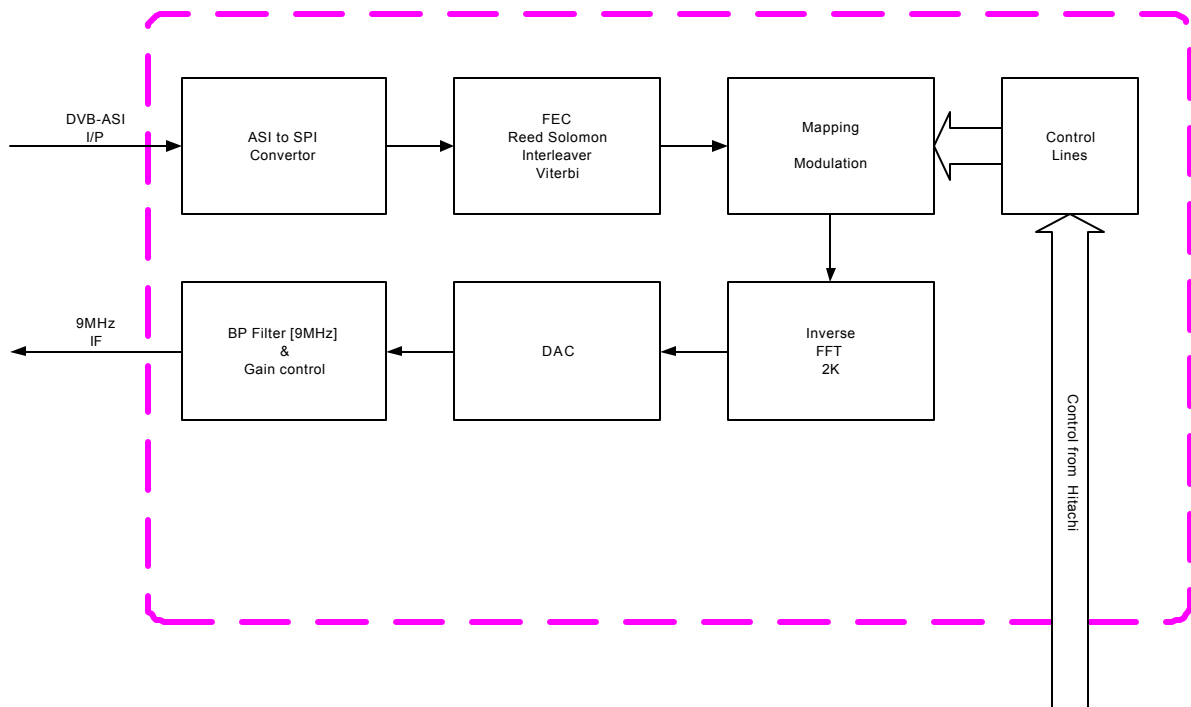 DVB-ASI
I/P
ASI to SPI
Convertor
FEC
Reed Solomon
Interleaver
Viterbi
Mapping
Modulation
Control
Lines
9MHz
IF
BP Filter [9MHz]
&
Gain control
DAC
Inverse
FFT
2K
Control from Hitachi